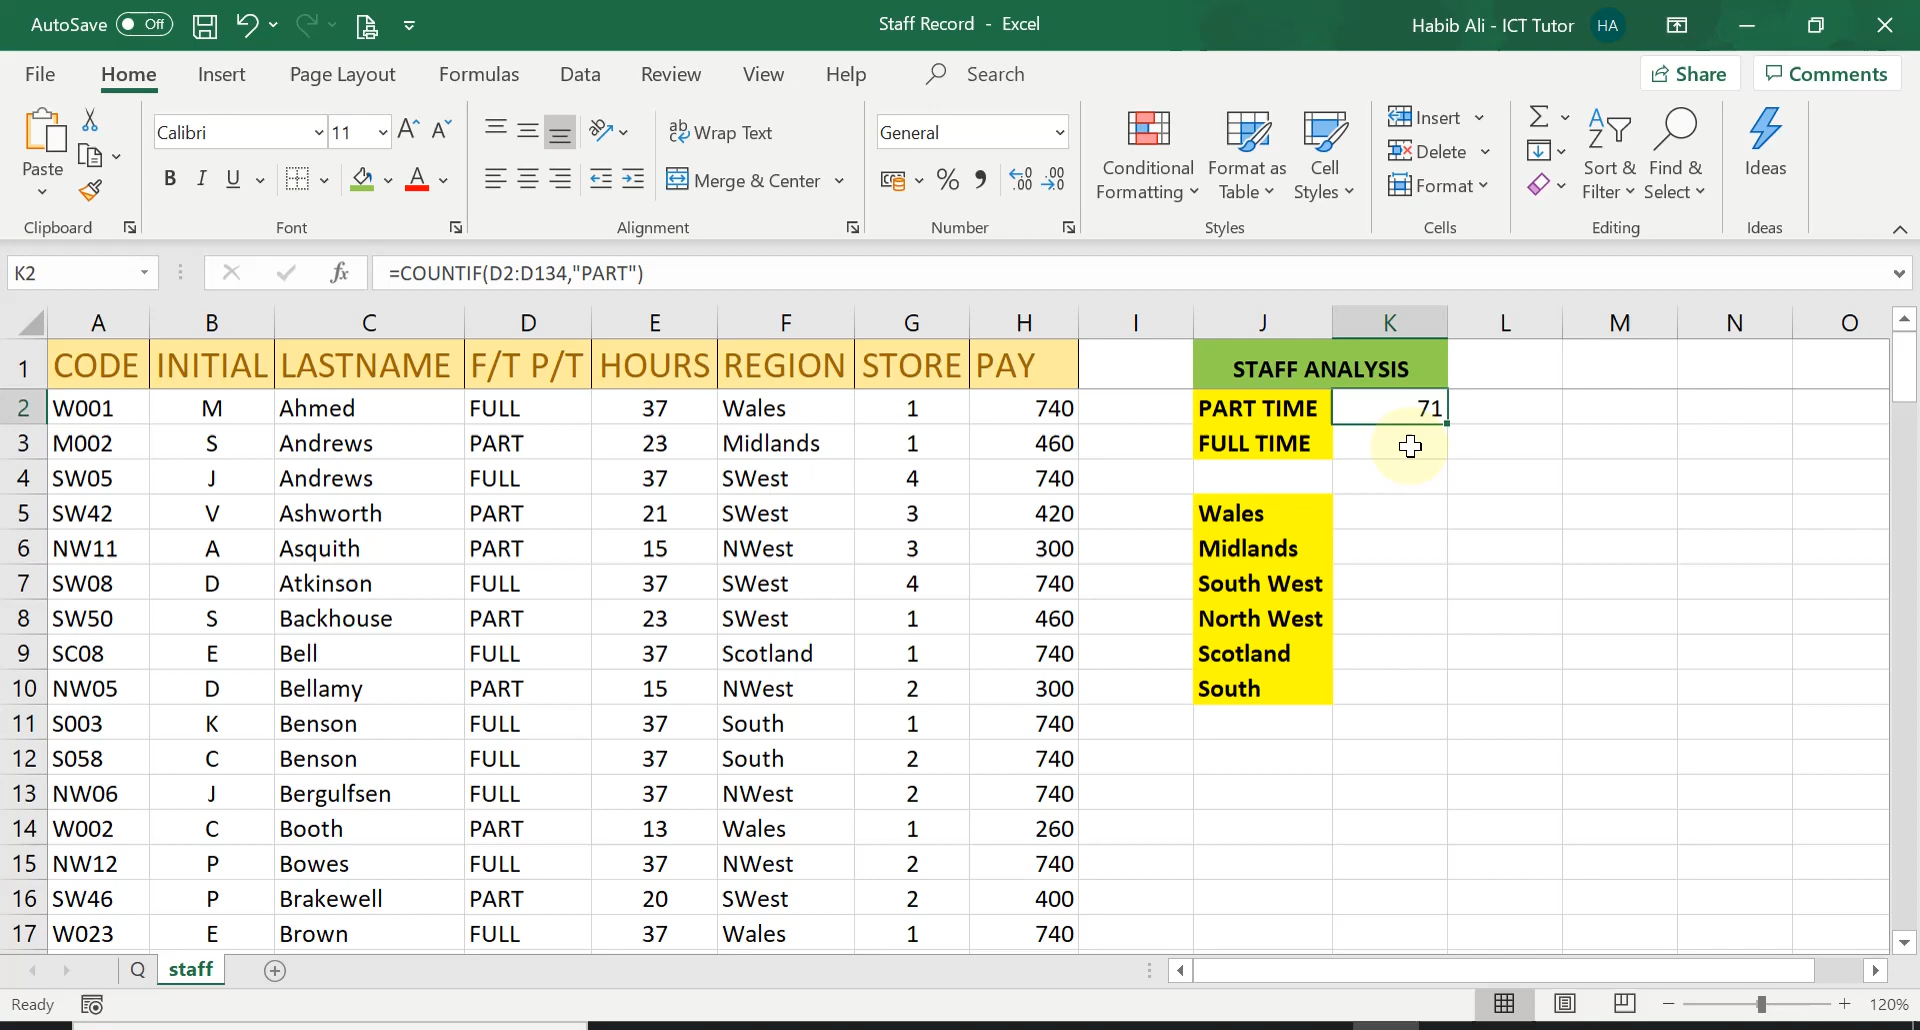 AutoSave Off Staff Record - Excel Habib Ali - ICT Tutor HA
File Home Insert Page Layout Formulas Data Review View Help Search Share Comments
Calibri 11 ab Wrap Text General Insert
Paste Conditional Format as Cell Delete Sort & Find & Ideas
B I U Merge & Center Formatting Table Styles Format Filter Select
Clipboard Font Alignment Number Styles Cells Editing Ideas
K2 fx =COUNTIF(D2:D134,"PART")
A B C D E F G H I J K L M N O
1 CODE INITIAL LASTNAME F/T P/T HOURS REGION STORE PAY STAFF ANALYSIS
2 W001 M Ahmed FULL 37 Wales 1 740 PART TIME 71
3 M002 S Andrews PART 23 Midlands 1 460 FULL TIME
4 SW05 J Andrews FULL 37 SWest 4 740
5 SW42 V Ashworth PART 21 SWest 3 420 Wales
6 NW11 A Asquith PART 15 NWest 3 300 Midlands
7 SW08 D Atkinson FULL 37 SWest 4 740 South West
8 SW50 S Backhouse PART 23 SWest 1 460 North West
9 SC08 E Bell FULL 37 Scotland 1 740 Scotland
10 NW05 D Bellamy PART 15 NWest 2 300 South
11 S003 K Benson FULL 37 South 1 740
12 S058 C Benson FULL 37 South 2 740
13 NW06 J Bergulfsen FULL 37 NWest 2 740
14 W002 C Booth PART 13 Wales 1 260
15 NW12 P Bowes FULL 37 NWest 2 740
16 SW46 P Brakewell PART 20 SWest 2 400
17 W023 E Brown FULL 37 Wales 1 740
Q staff
Ready 120%